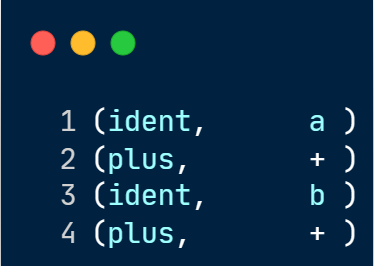 1 (ident,      a )
2 (plus,       + )
3 (ident,      b )
4 (plus,       + )